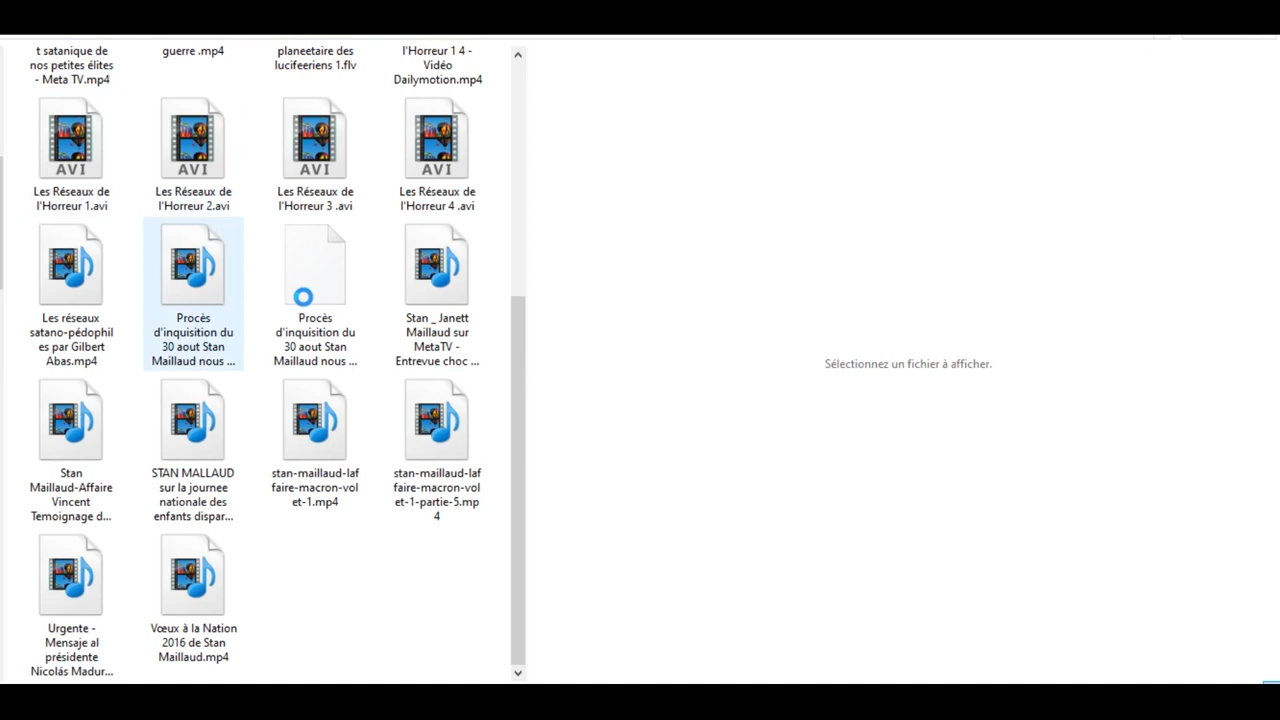 t satanique de
nos petites élites
- Meta TV.mp4
guerre .mp4
planeetaire des
lucifeeriens 1.flv
l'Horreur 1 4 -
Vidéo
Dailymotion.mp4
AVI
Les Réseaux de
l'Horreur 1.avi
AVI
Les Réseaux de
l'Horreur 2.avi
AVI
Les Réseaux de
l'Horreur 3 .avi
AVI
Les Réseaux de
l'Horreur 4 .avi
Les réseaux
satano-pédophil
es par Gilbert
Abas.mp4
Procès
d'inquisition du
30 aout Stan
Maillaud nous ...
Procès
d'inquisition du
30 aout Stan
Maillaud nous ...
Stan _ Janett
Maillaud sur
MetaTV -
Entrevue choc ...
Stan
Maillaud-Affaire
Vincent
Temoignage d...
STAN MALLAUD
sur la journee
nationale des
enfants dispar...
stan-maillaud-laf
faire-macron-vol
et-1.mp4
stan-maillaud-laf
faire-macron-vol
et-1-partie-5.mp
4
Urgente -
Mensaje al
présidente
Nicolás Madur...
Vœux à la Nation
2016 de Stan
Maillaud.mp4
Sélectionnez un fichier à afficher.